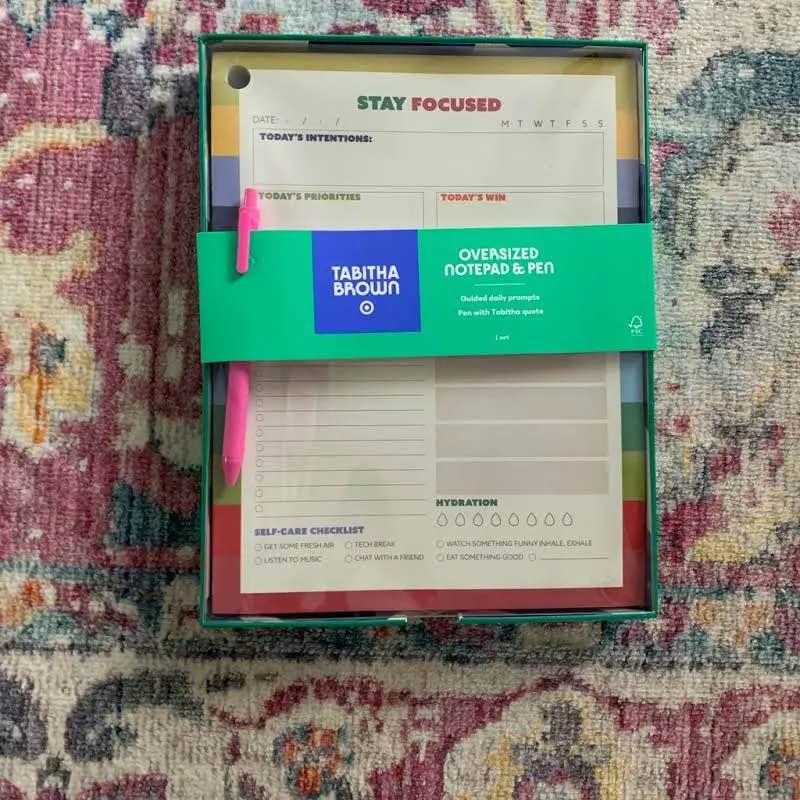 STAY FOCUSED
DATE: / /
M T W T F S S
TODAY'S INTENTIONS:
TODAY'S PRIORITIES
TODAY'S WIN
TABITHA
BROWN
OVERSIZED
NOTEPAD & PEN
Guided daily prompts
Pen with Tabitha quote
1 set
FSC
HYDRATION
SELF-CARE CHECKLIST
GET SOME FRESH AIR TECH BREAK WATCH SOMETHING FUNNY INHALE, EXHALE
LISTEN TO MUSIC CHAT WITH A FRIEND EAT SOMETHING GOOD